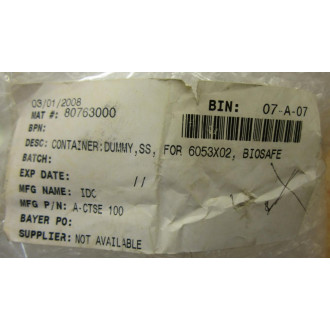 03/01/2008
MAT #: 80763000
BIN: 07-A-07
BPN:
DESC: CONTAINER:DUMMY,SS, FOR 6053X02, BIOSAFE
BATCH:
EXP DATE: //
MFG NAME: IDC
MFG P/N: A-CTSE 100
BAYER PO:
SUPPLIER: NOT AVAILABLE